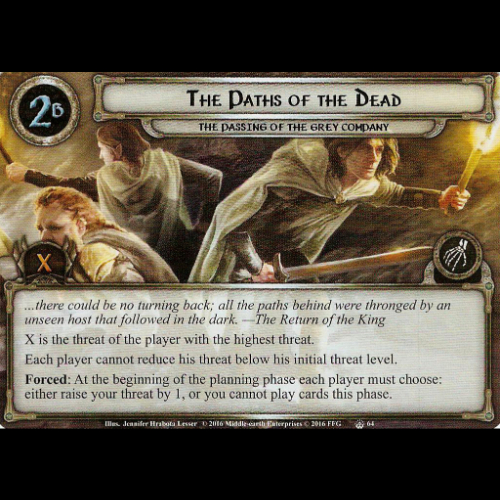 2B
THE PATHS OF THE DEAD
THE PASSING OF THE GREY COMPANY
X
...there could be no turning back; all the paths behind were thronged by an
unseen host that followed in the dark. —The Return of the King
X is the threat of the player with the highest threat.
Each player cannot reduce his threat below his initial threat level.
Forced: At the beginning of the planning phase each player must choose:
either raise your threat by 1, or you cannot play cards this phase.
Illus. Jennifer Hrabota Lesser © 2016 Middle-earth Enterprises © 2016 FFG 64